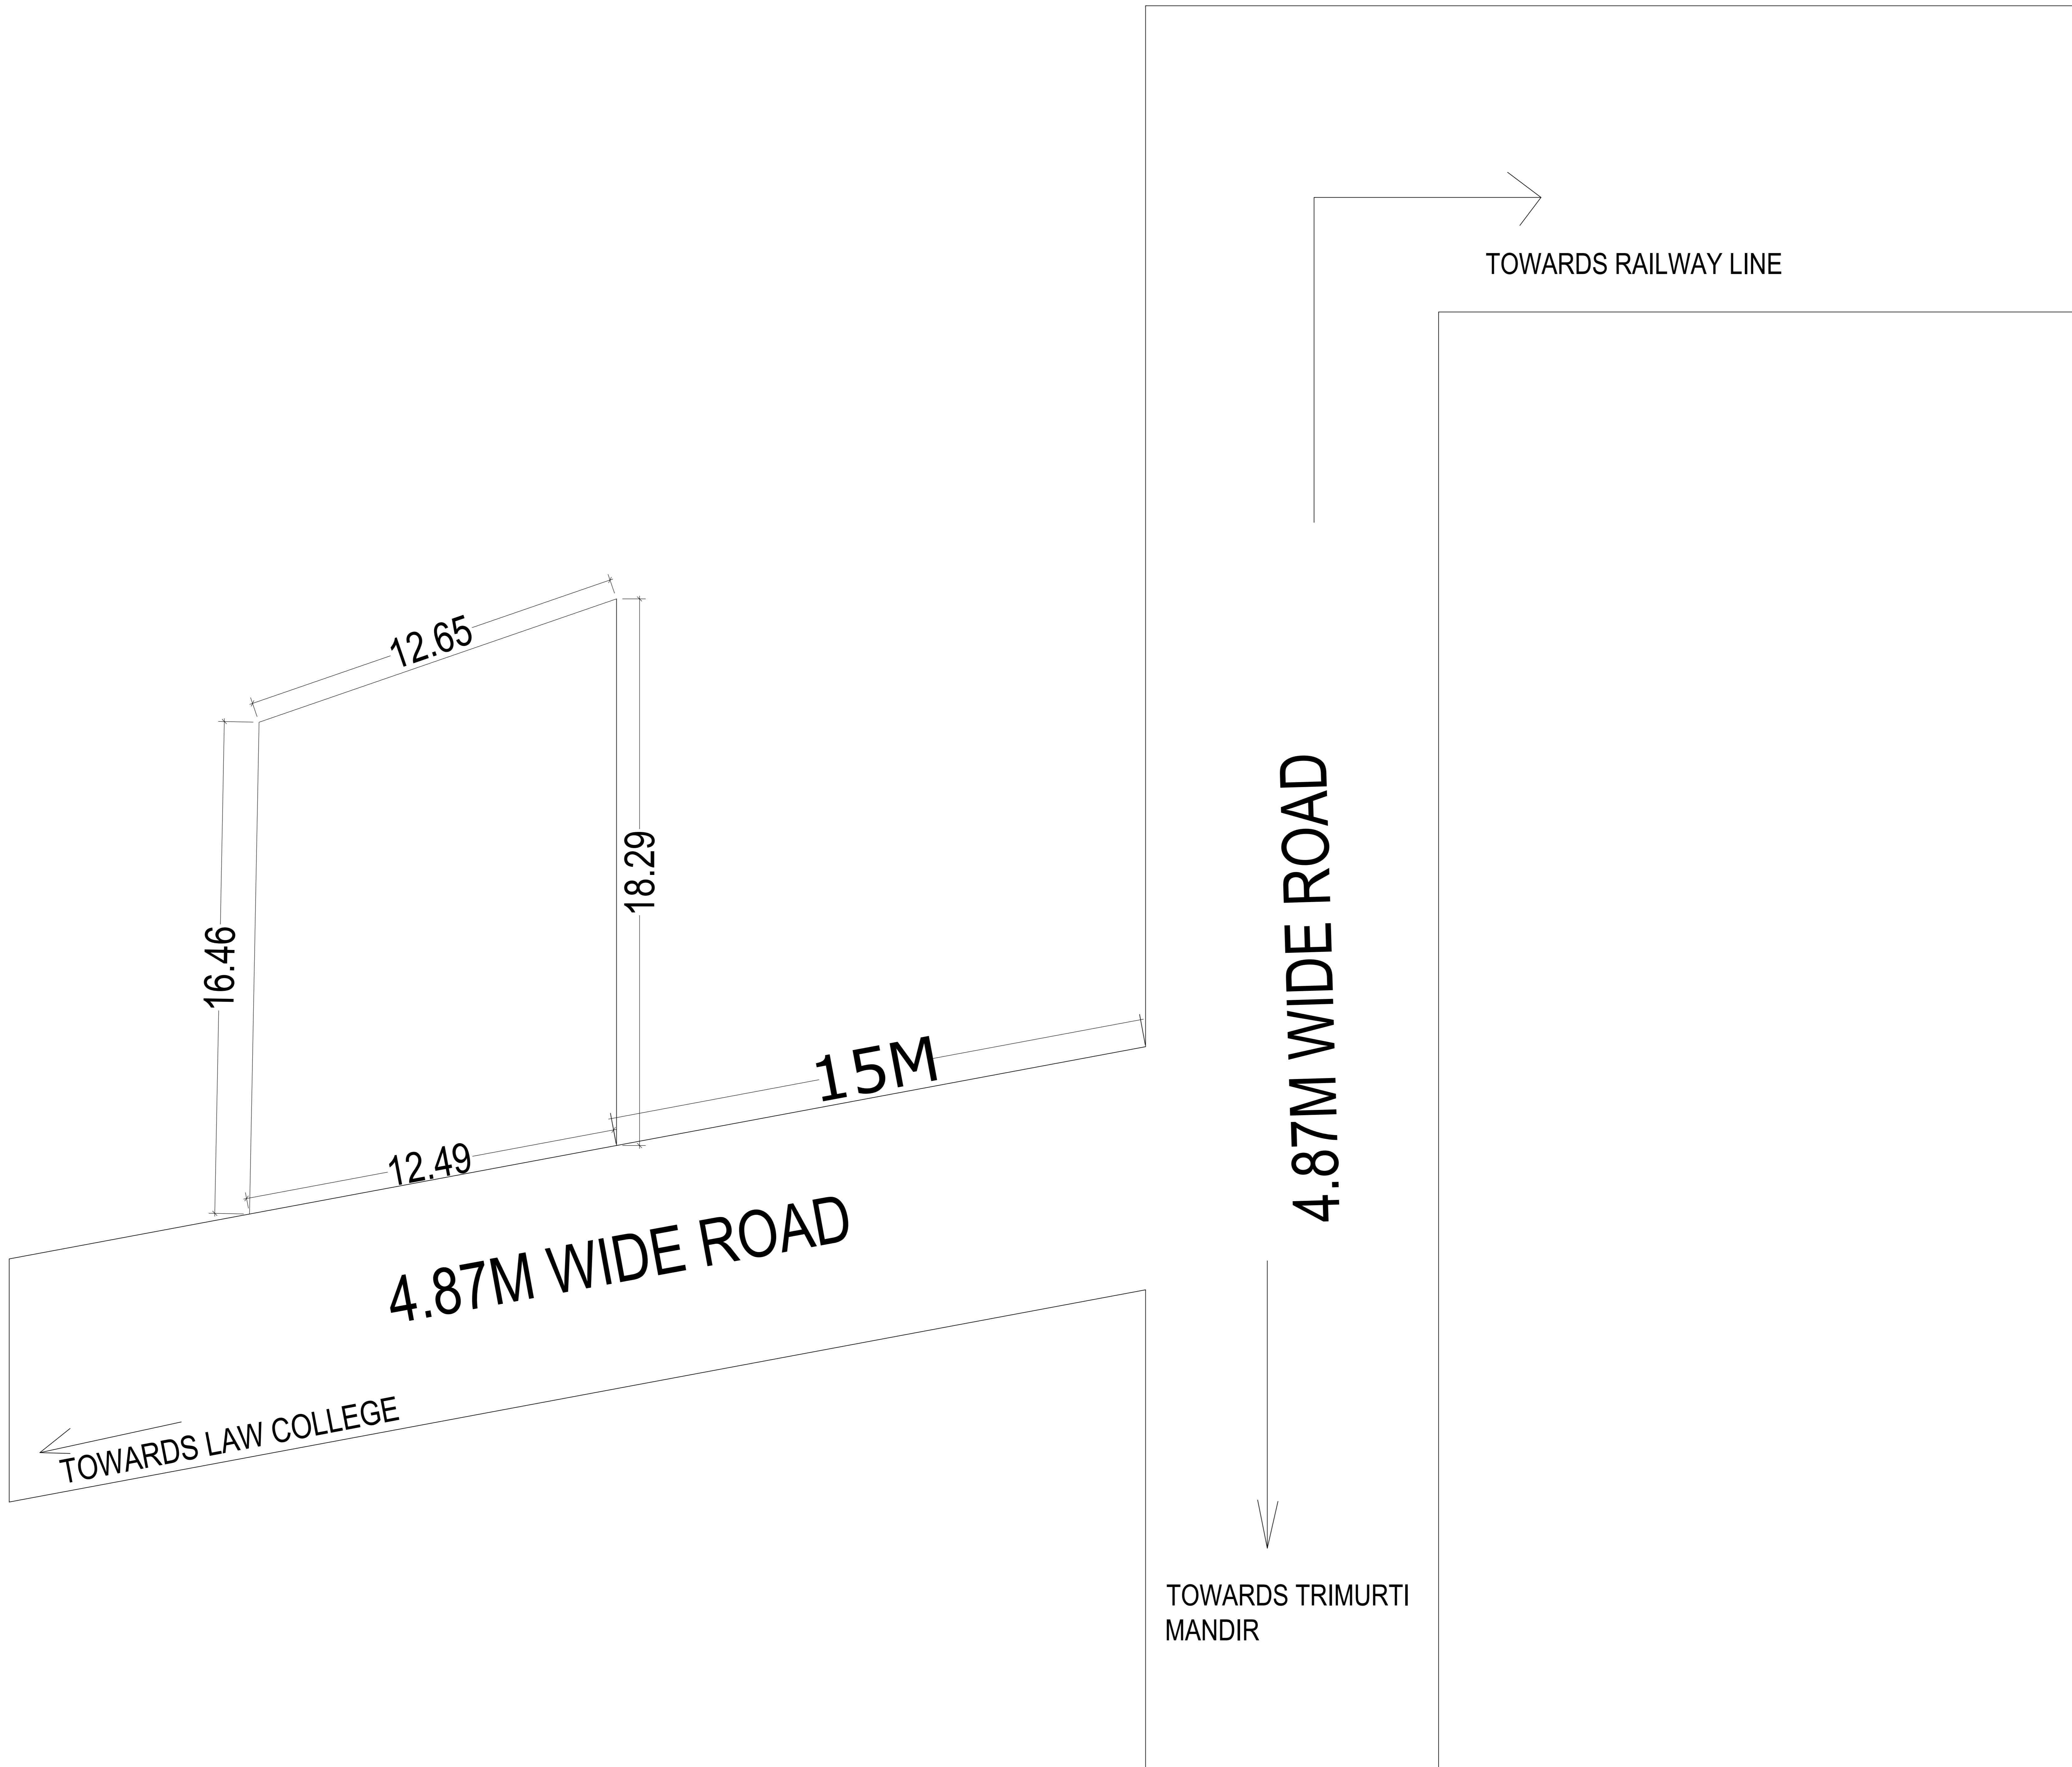 TOWARDS RAILWAY LINE
12.65
18.29
16.46
4.87M WIDE ROAD
15M
12.49
4.87M WIDE ROAD
TOWARDS LAW COLLEGE
TOWARDS TRIMURTI
MANDIR